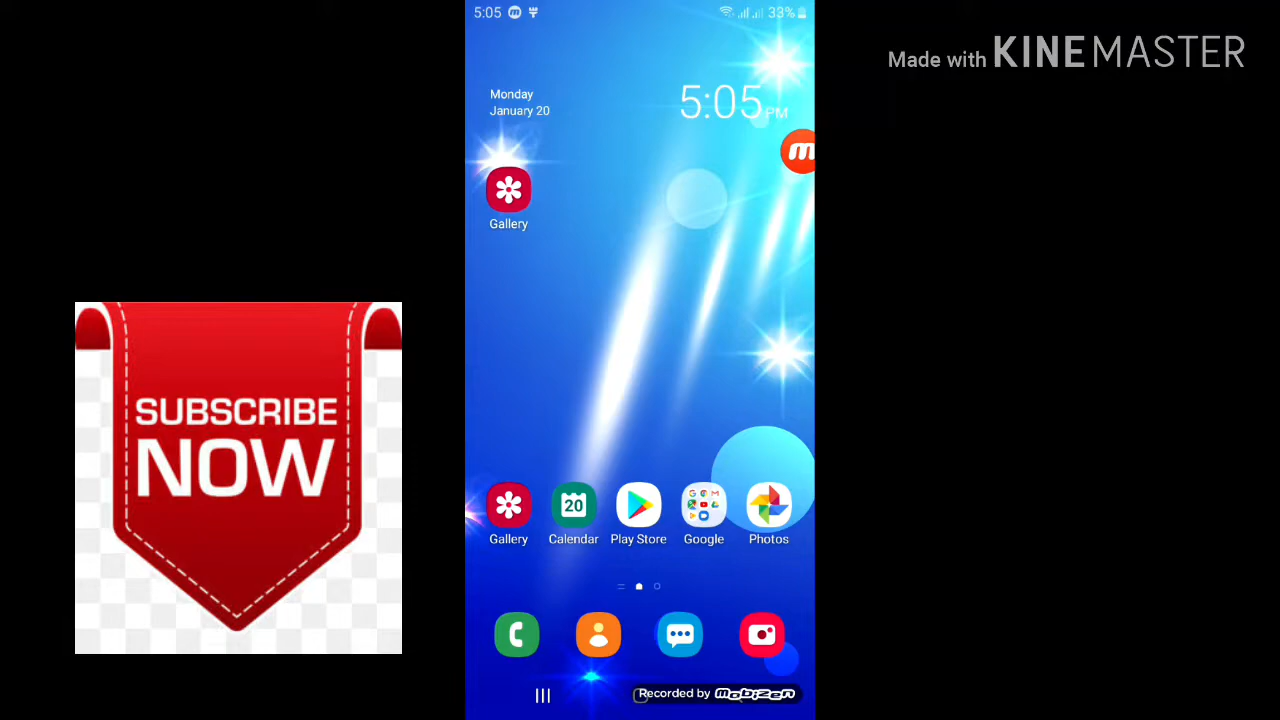 5:05
33%
Made with KINEMASTER
Monday
January 20
5:05 PM
Gallery
SUBSCRIBE
NOW
20
Gallery
Calendar
Play Store
Google
Photos
Recorded by mobizen